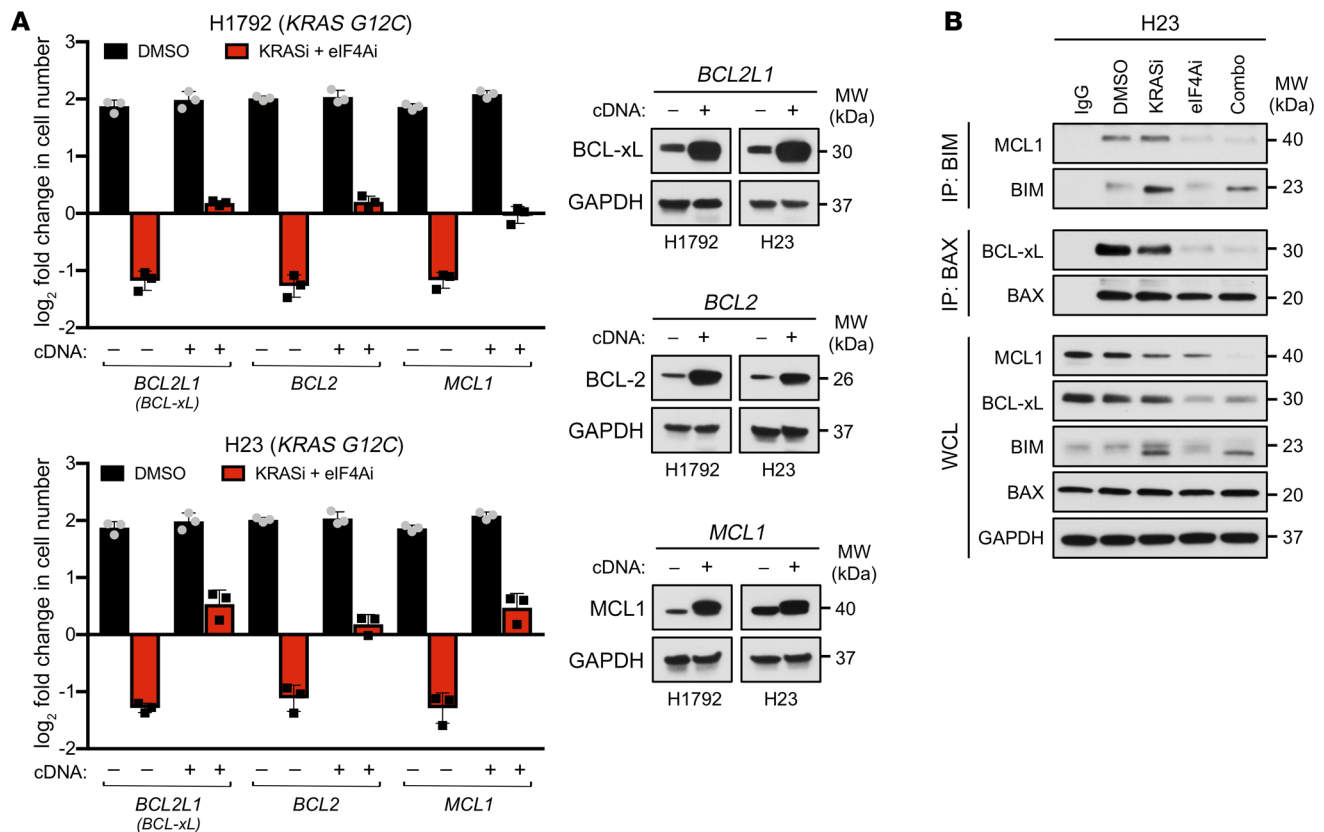 A
H1792 (KRAS G12C)
DMSO
KRASi + eIF4Ai
log2 fold change in cell number
3
2
1
0
-1
-2
cDNA: – – + + – – + + – – + +
BCL2L1 BCL2 MCL1
(BCL-xL)
H23 (KRAS G12C)
DMSO
KRASi + eIF4Ai
log2 fold change in cell number
3
2
1
0
-1
-2
cDNA: – – + + – – + + – – + +
BCL2L1 BCL2 MCL1
(BCL-xL)
BCL2L1
MW
(kDa)
cDNA: – + – +
BCL-xL 30
GAPDH 37
H1792 H23
BCL2
MW
(kDa)
cDNA: – + – +
BCL-2 26
GAPDH 37
H1792 H23
MCL1
MW
(kDa)
cDNA: – + – +
MCL1 40
GAPDH 37
H1792 H23
B
H23
IgG DMSO KRASi eIF4Ai Combo
MW
(kDa)
IP: BIM
MCL1 40
BIM 23
IP: BAX
BCL-xL 30
BAX 20
WCL
MCL1 40
BCL-xL 30
BIM 23
BAX 20
GAPDH 37